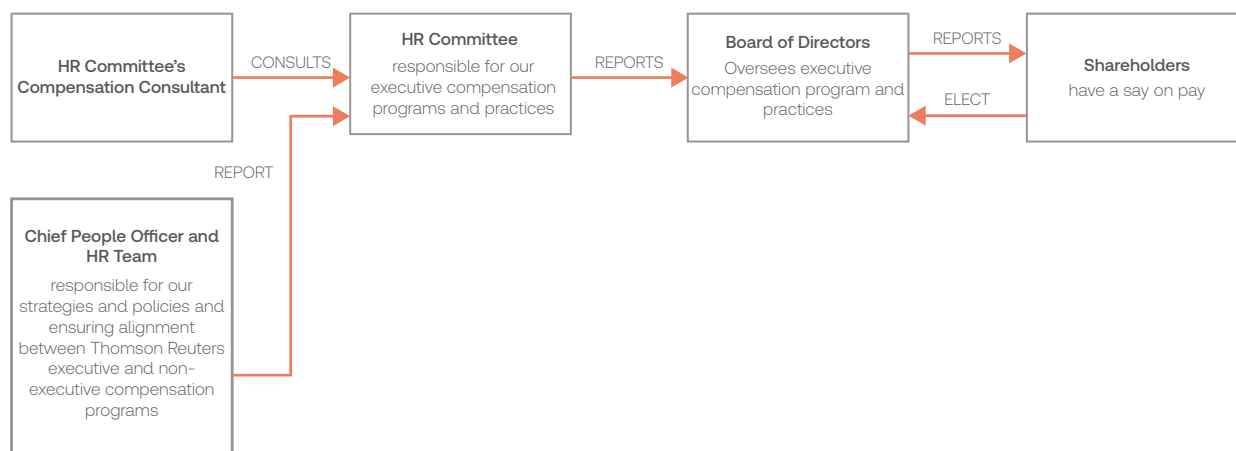 HR Committee's
Compensation Consultant
CONSULTS
HR Committee
responsible for our
executive compensation
programs and practices
REPORTS
Board of Directors
Oversees executive
compensation program and
practices
REPORTS
ELECT
Shareholders
have a say on pay
REPORT
Chief People Officer and
HR Team
responsible for our
strategies and policies and
ensuring alignment
between Thomson Reuters
executive and non-
executive compensation
programs